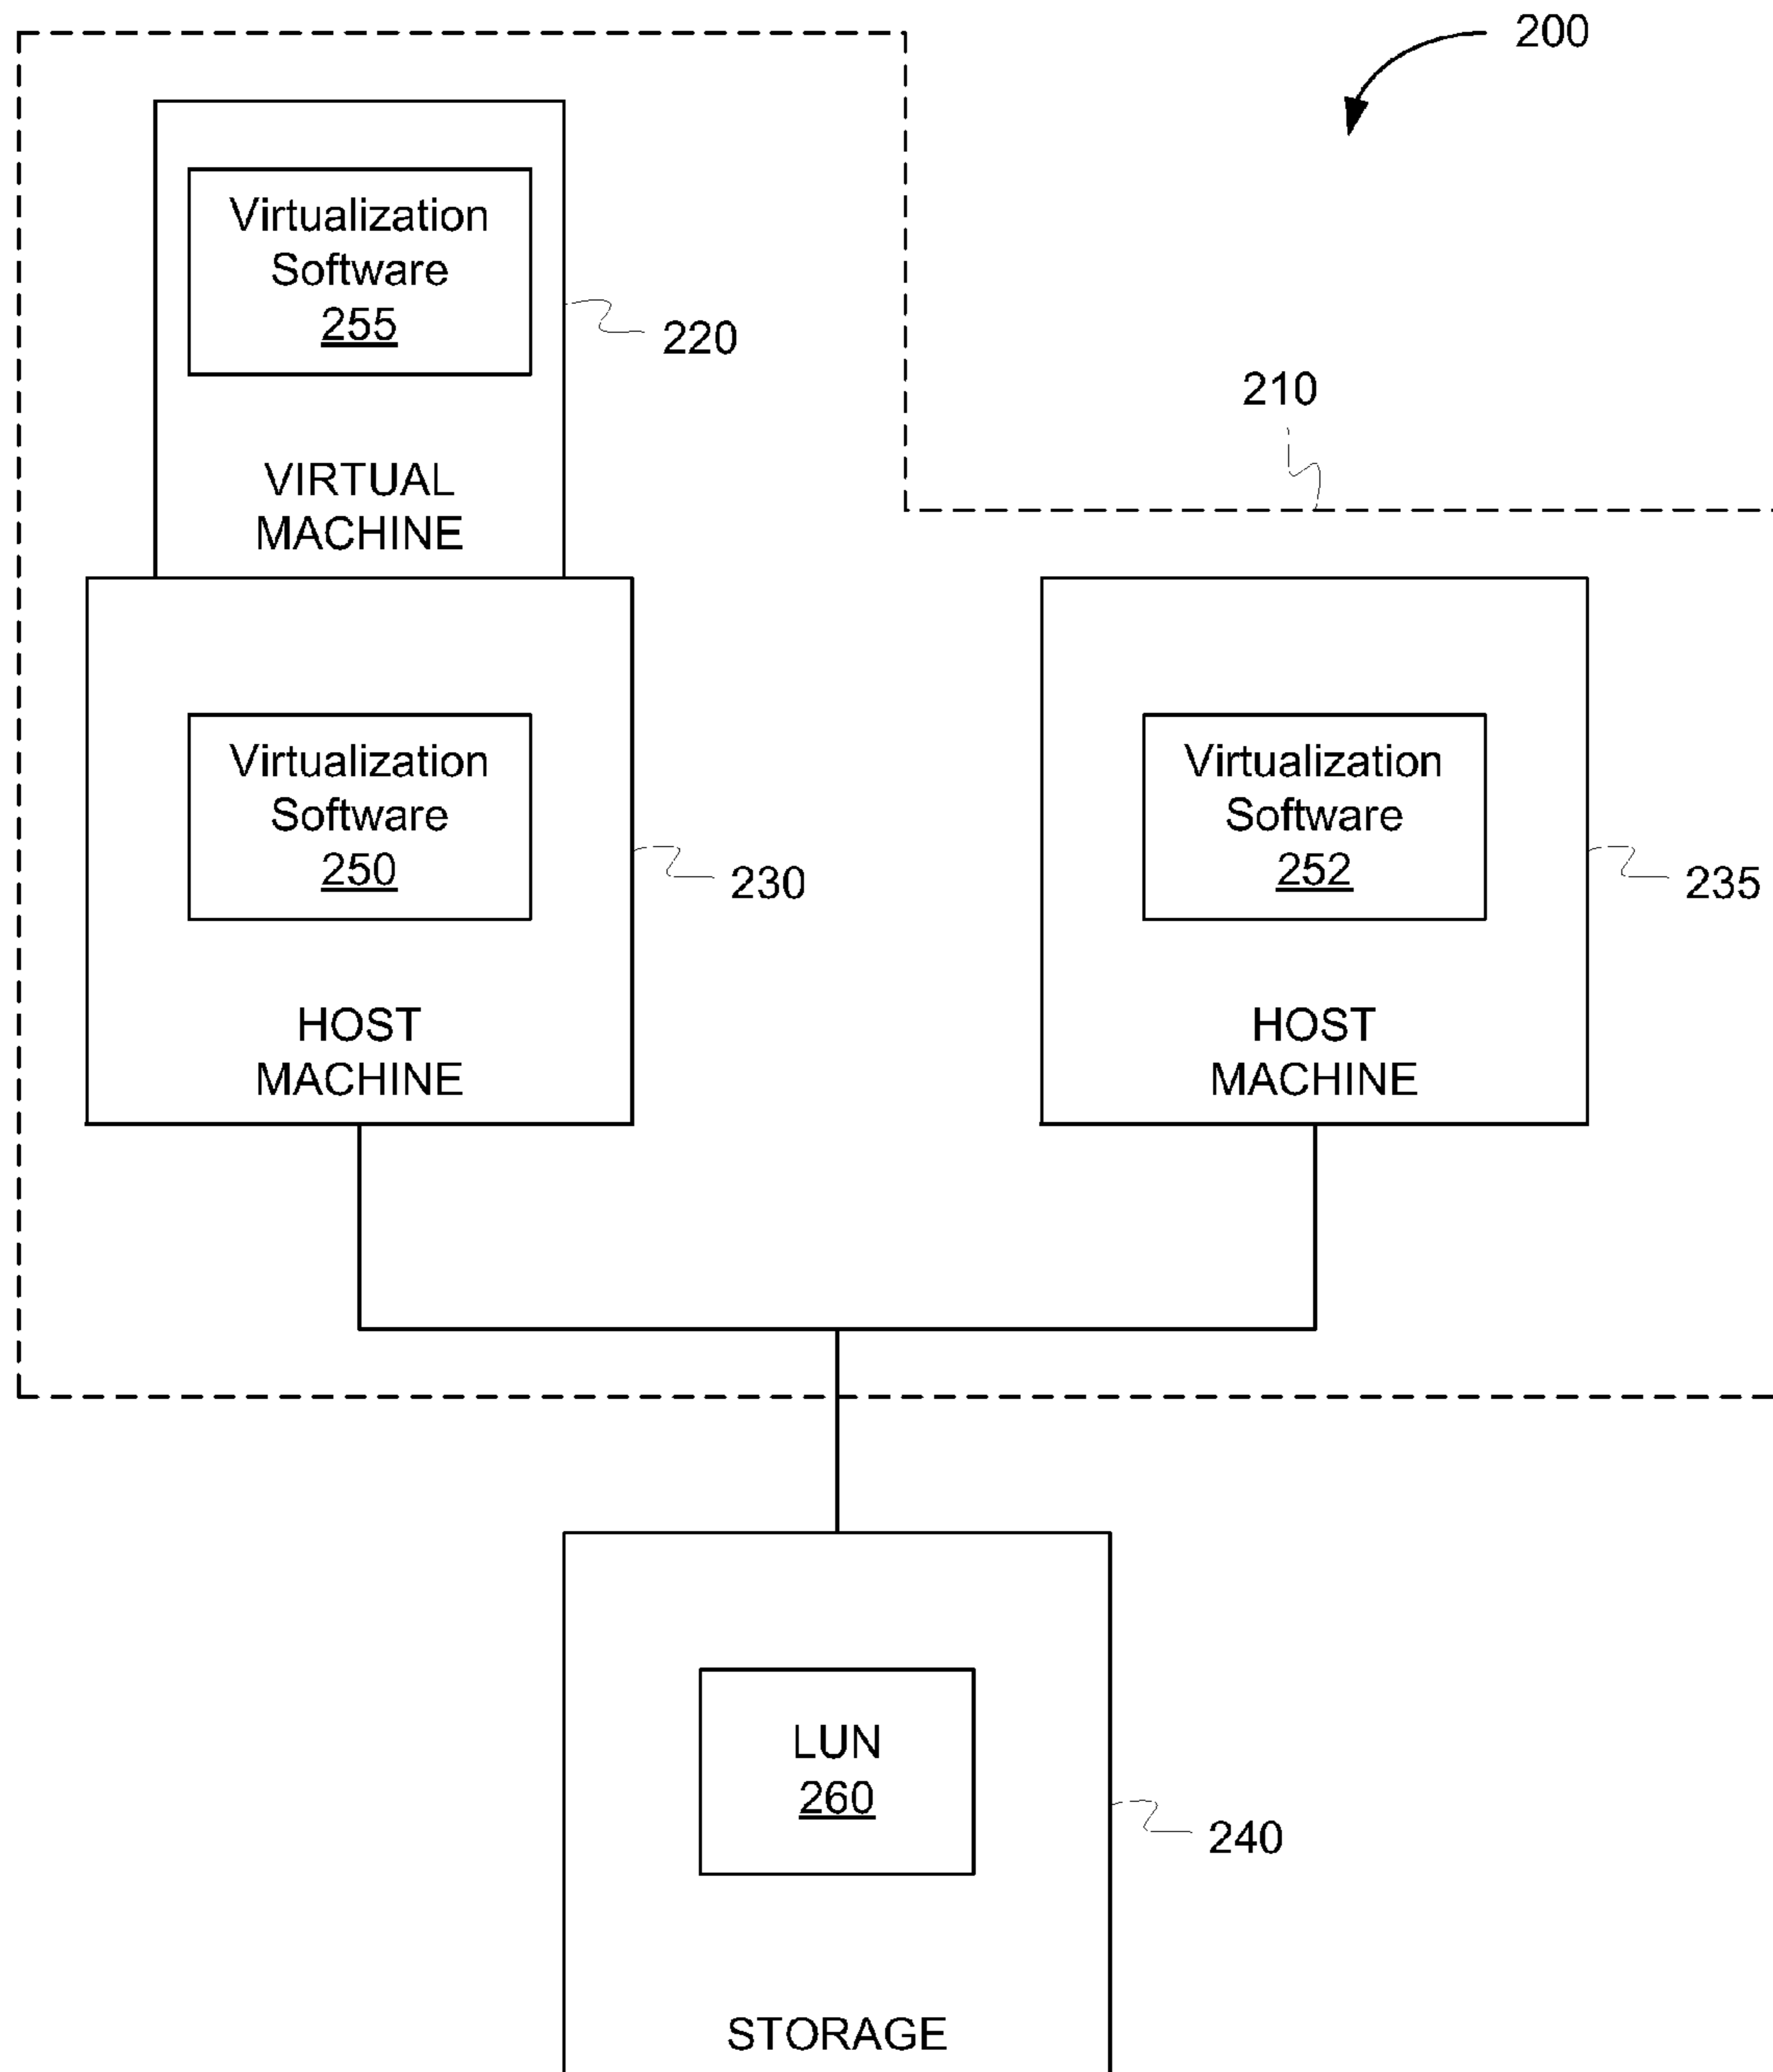 200
Virtualization
Software
255
220
210
VIRTUAL
MACHINE
Virtualization
Software
250
230
HOST
MACHINE
Virtualization
Software
252
235
HOST
MACHINE
LUN
260
240
STORAGE